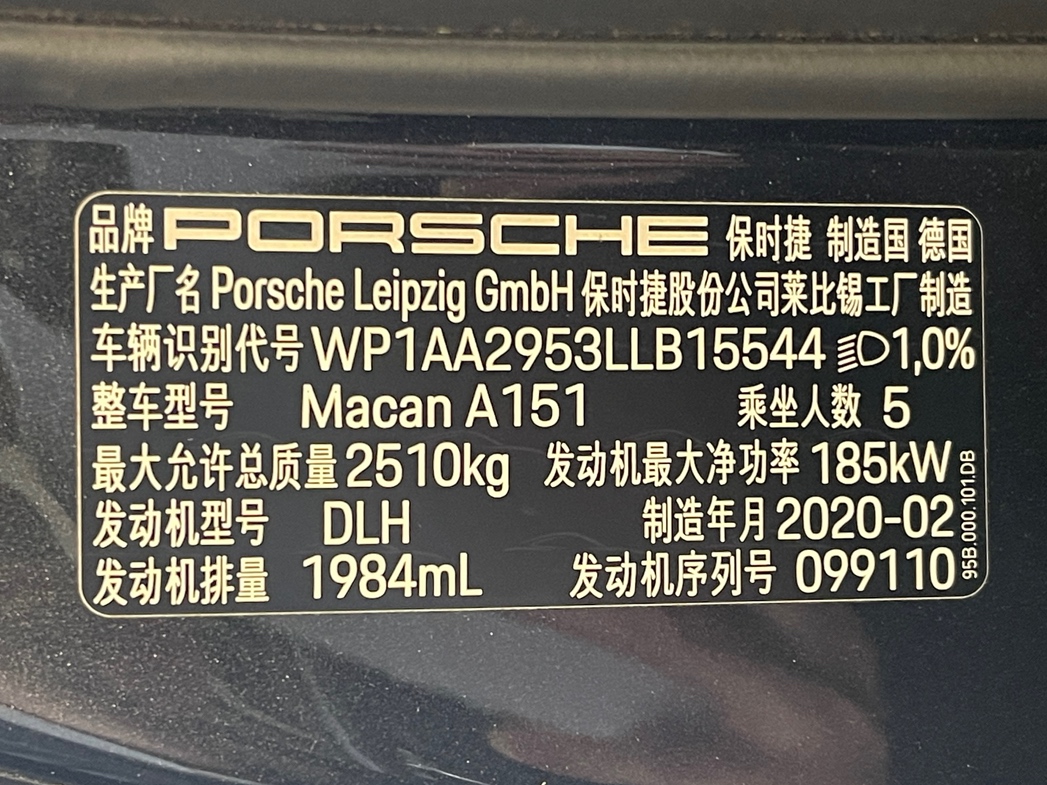 品牌 PORSCHE 保时捷 制造国 德国
生产厂名 Porsche Leipzig GmbH 保时捷股份公司莱比锡工厂制造
车辆识别代号 WP1AA2953LLB15544 1,0%
整车型号 Macan A151 乘坐人数 5
最大允许总质量 2510kg 发动机最大净功率 185kW
发动机型号 DLH 制造年月 2020-02
发动机排量 1984mL 发动机序列号 099110
95B.000.101.DB